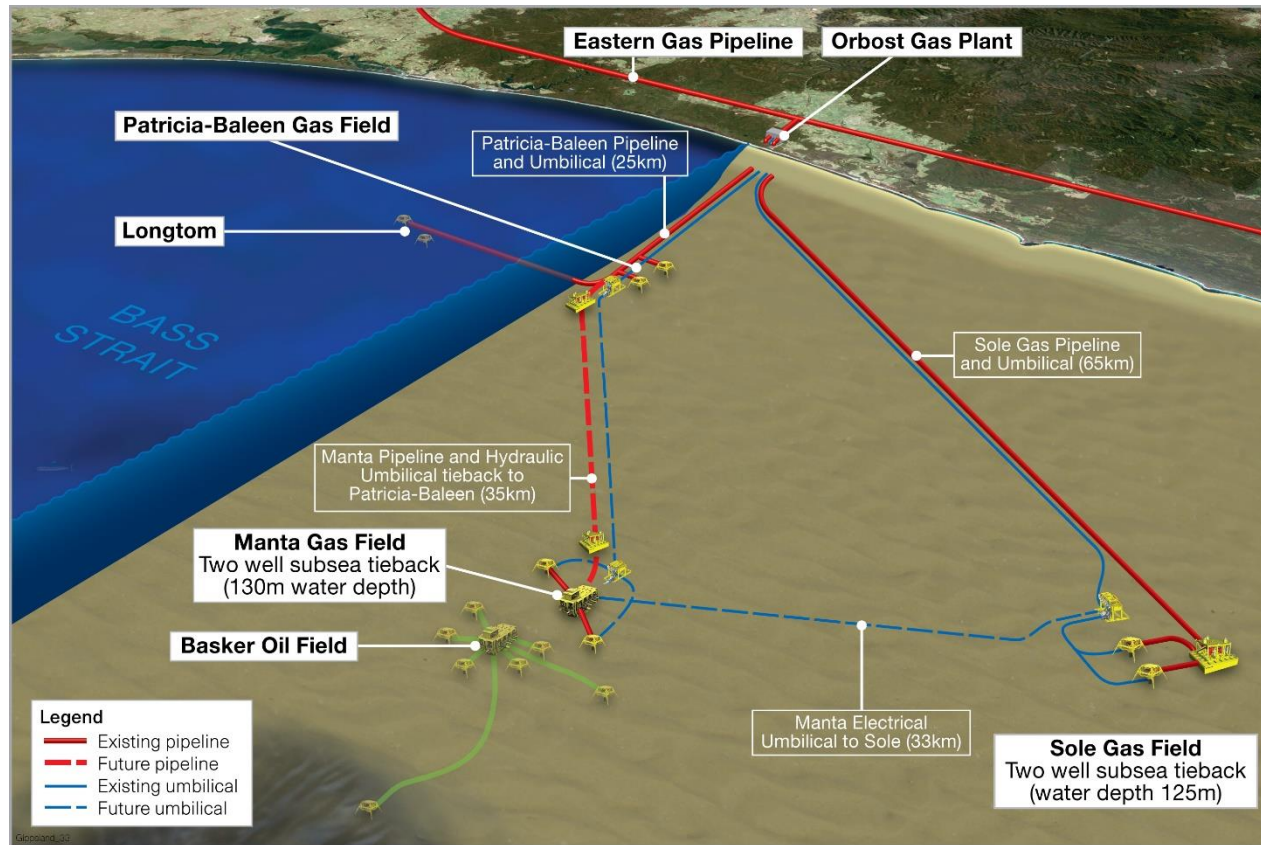 Eastern Gas Pipeline
Orbost Gas Plant
Patricia-Baleen Gas Field
Patricia-Baleen Pipeline
and Umbilical (25km)
Longtom
BASS
STRAIT
Sole Gas Pipeline
and Umbilical (65km)
Manta Pipeline and Hydraulic
Umbilical tieback to
Patricia-Baleen (35km)
Manta Gas Field
Two well subsea tieback
(130m water depth)
Basker Oil Field
Manta Electrical
Umbilical to Sole (33km)
Sole Gas Field
Two well subsea tieback
(water depth 125m)
Legend
Existing pipeline
Future pipeline
Existing umbilical
Future umbilical
Gippsland_33